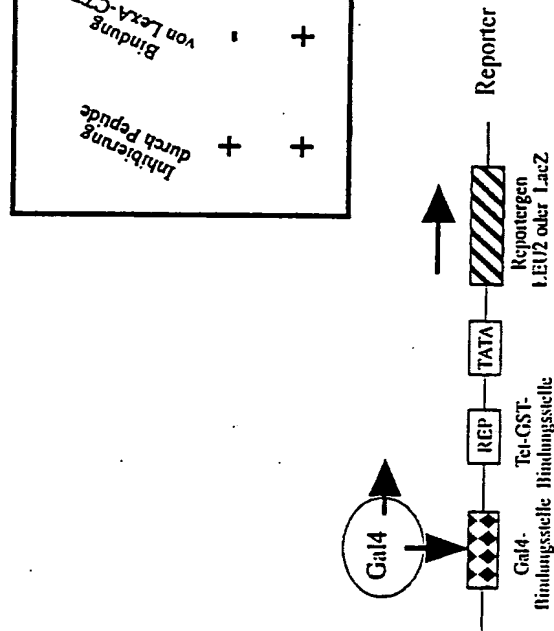 Inhibierung
durch Peptide
Bindung
von LexA-CT
+ -
+ +
Gal4
REP
TATA
Reporter
Gal4-
Bindungsstelle
Tet-GST-
Bindungsstelle
Reportergen
LEU2 oder LacZ